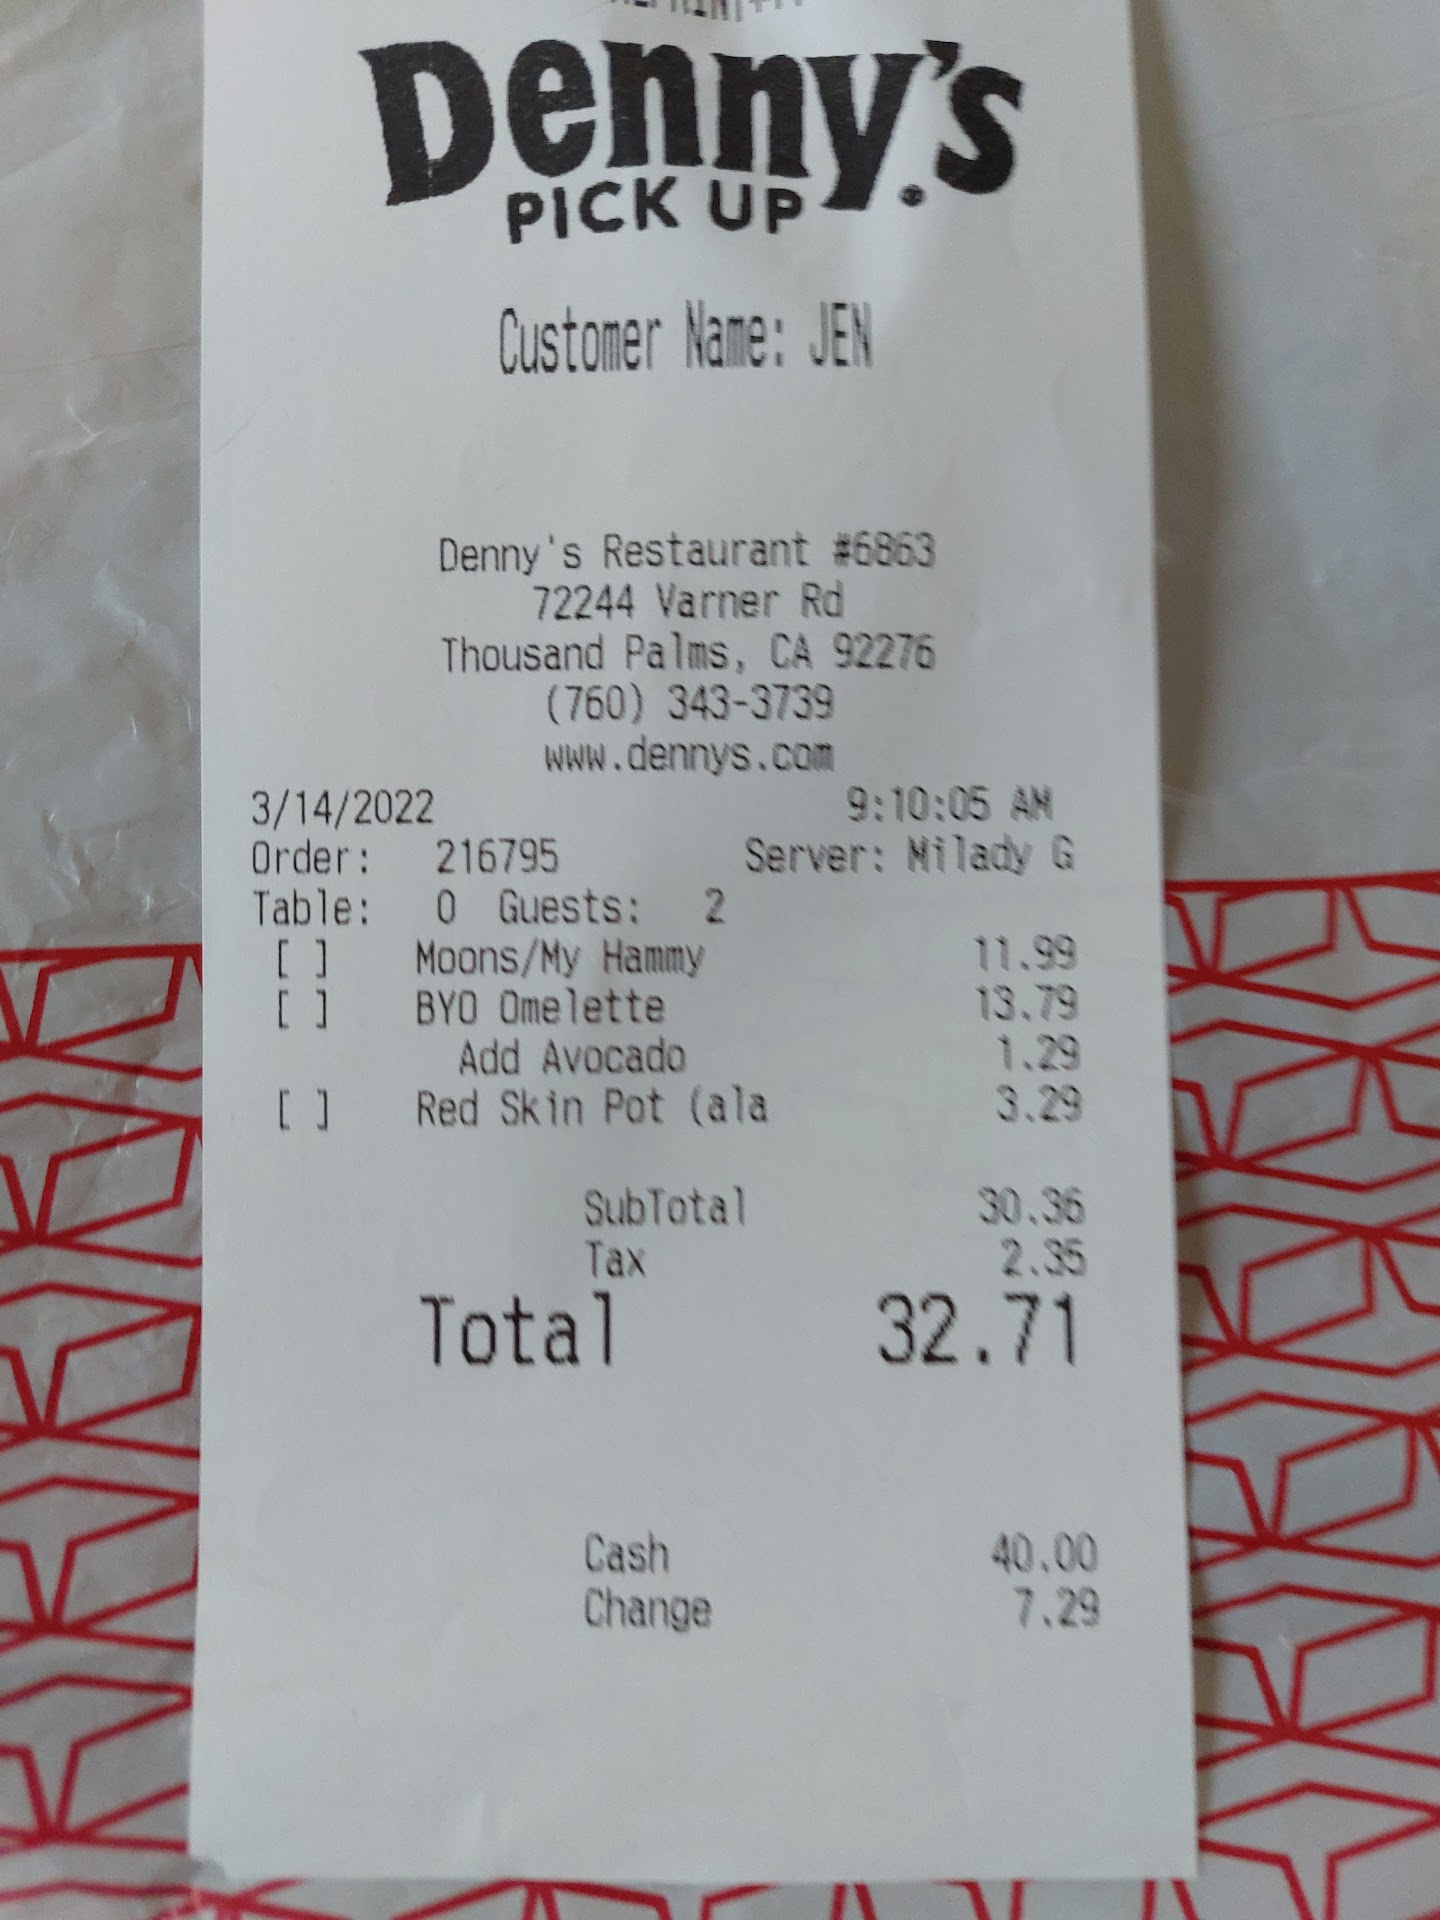 Denny's
PICK UP
Customer Name: JEN
Denny's Restaurant #6863
72244 Varner Rd
Thousand Palms, CA 92276
(760) 343-3739
www.dennys.com
3/14/2022 9:10:05 AM
Order: 216795 Server: Milady G
Table: 0 Guests: 2
[ ] Moons/My Hammy 11.99
[ ] BYO Omelette 13.79
Add Avocado 1.29
[ ] Red Skin Pot (ala 3.29
SubTotal 30.36
Tax 2.35
Total 32.71
Cash 40.00
Change 7.29